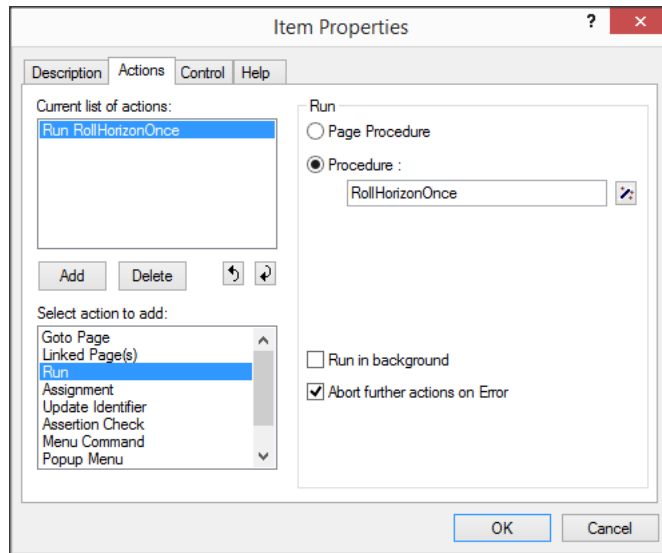 Item Properties
?
Description Actions Control Help
Current list of actions:
Run RollHorizonOnce
Add Delete
Select action to add:
Goto Page
Linked Page(s)
Run
Assignment
Update Identifier
Assertion Check
Menu Command
Popup Menu
Run
Page Procedure
Procedure :
RollHorizonOnce
Run in background
Abort further actions on Error
OK Cancel